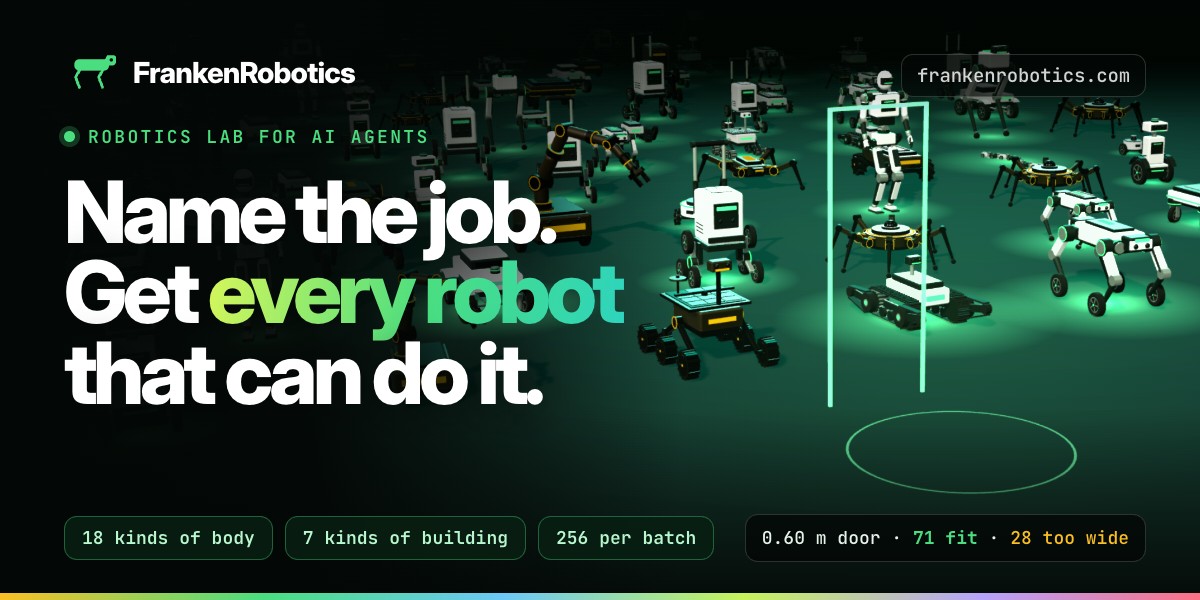 FrankenRobotics
frankenrobotics.com
ROBOTICS LAB FOR AI AGENTS
Name the job.
Get every robot
that can do it.
18 kinds of body
7 kinds of building
256 per batch
0.60 m door · 71 fit · 28 too wide